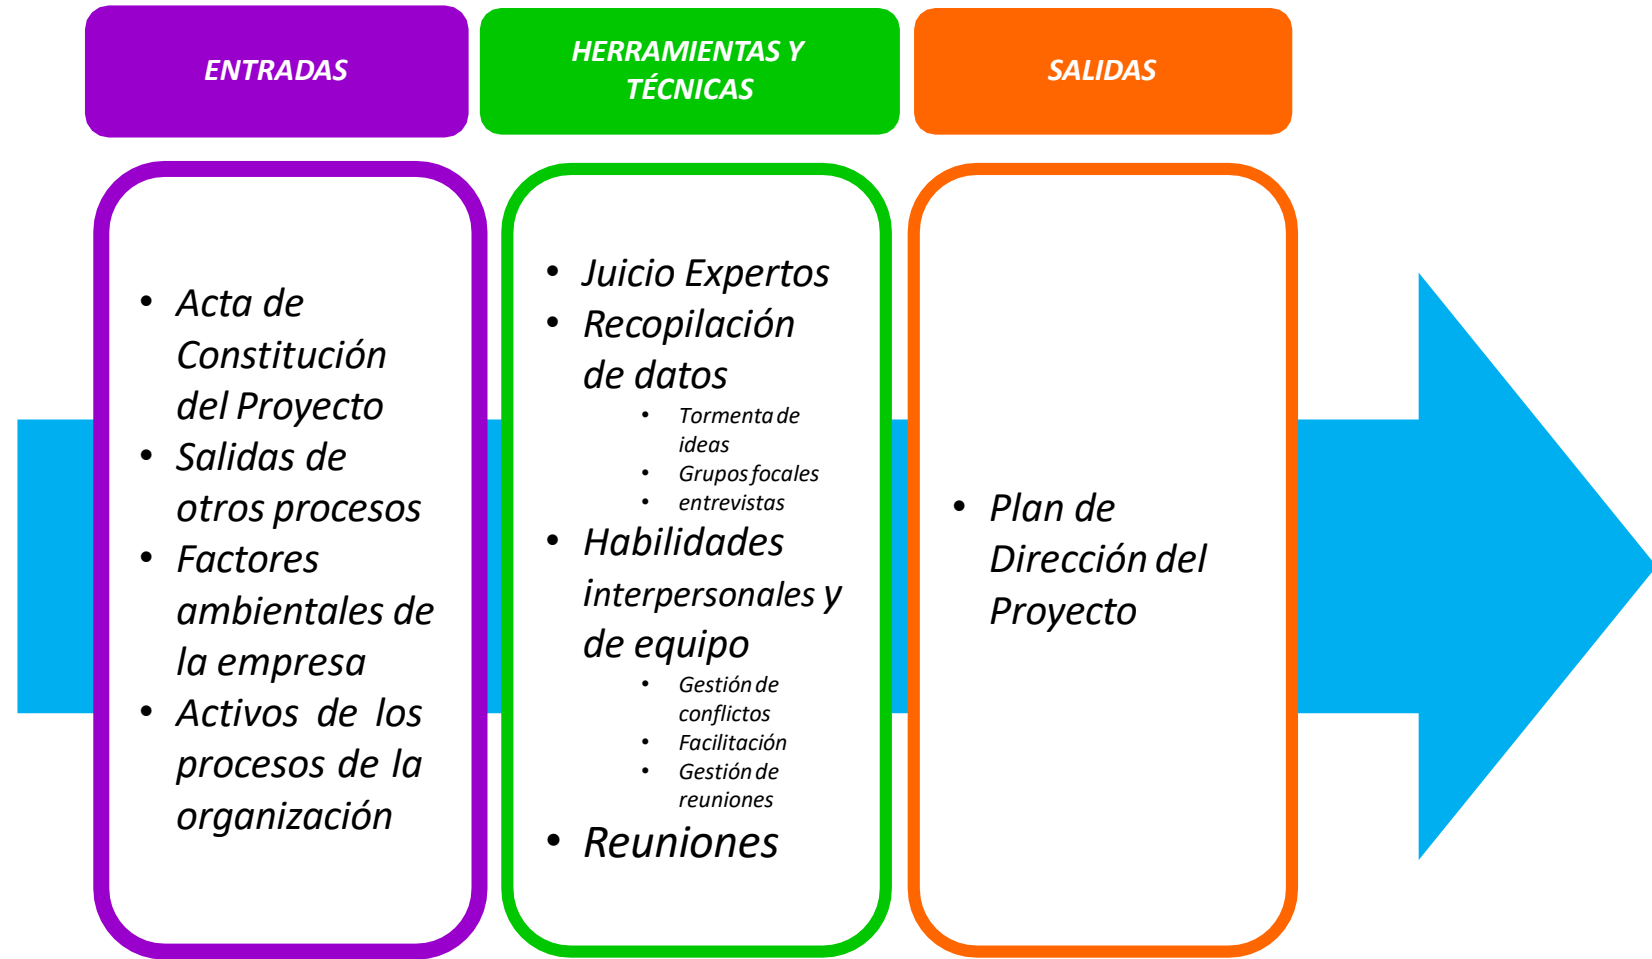 ENTRADAS
HERRAMIENTAS Y
TÉCNICAS
SALIDAS
• Acta de
Constitución
del Proyecto
• Salidas de
otros procesos
• Factores
ambientales de
la empresa
• Activos de los
procesos de la
organización
• Juicio Expertos
• Recopilación
de datos
• Tormenta de
ideas
• Grupos focales
• entrevistas
• Habilidades
interpersonales y
de equipo
• Gestión de
conflictos
• Facilitación
• Gestión de
reuniones
• Reuniones
• Plan de
Dirección del
Proyecto